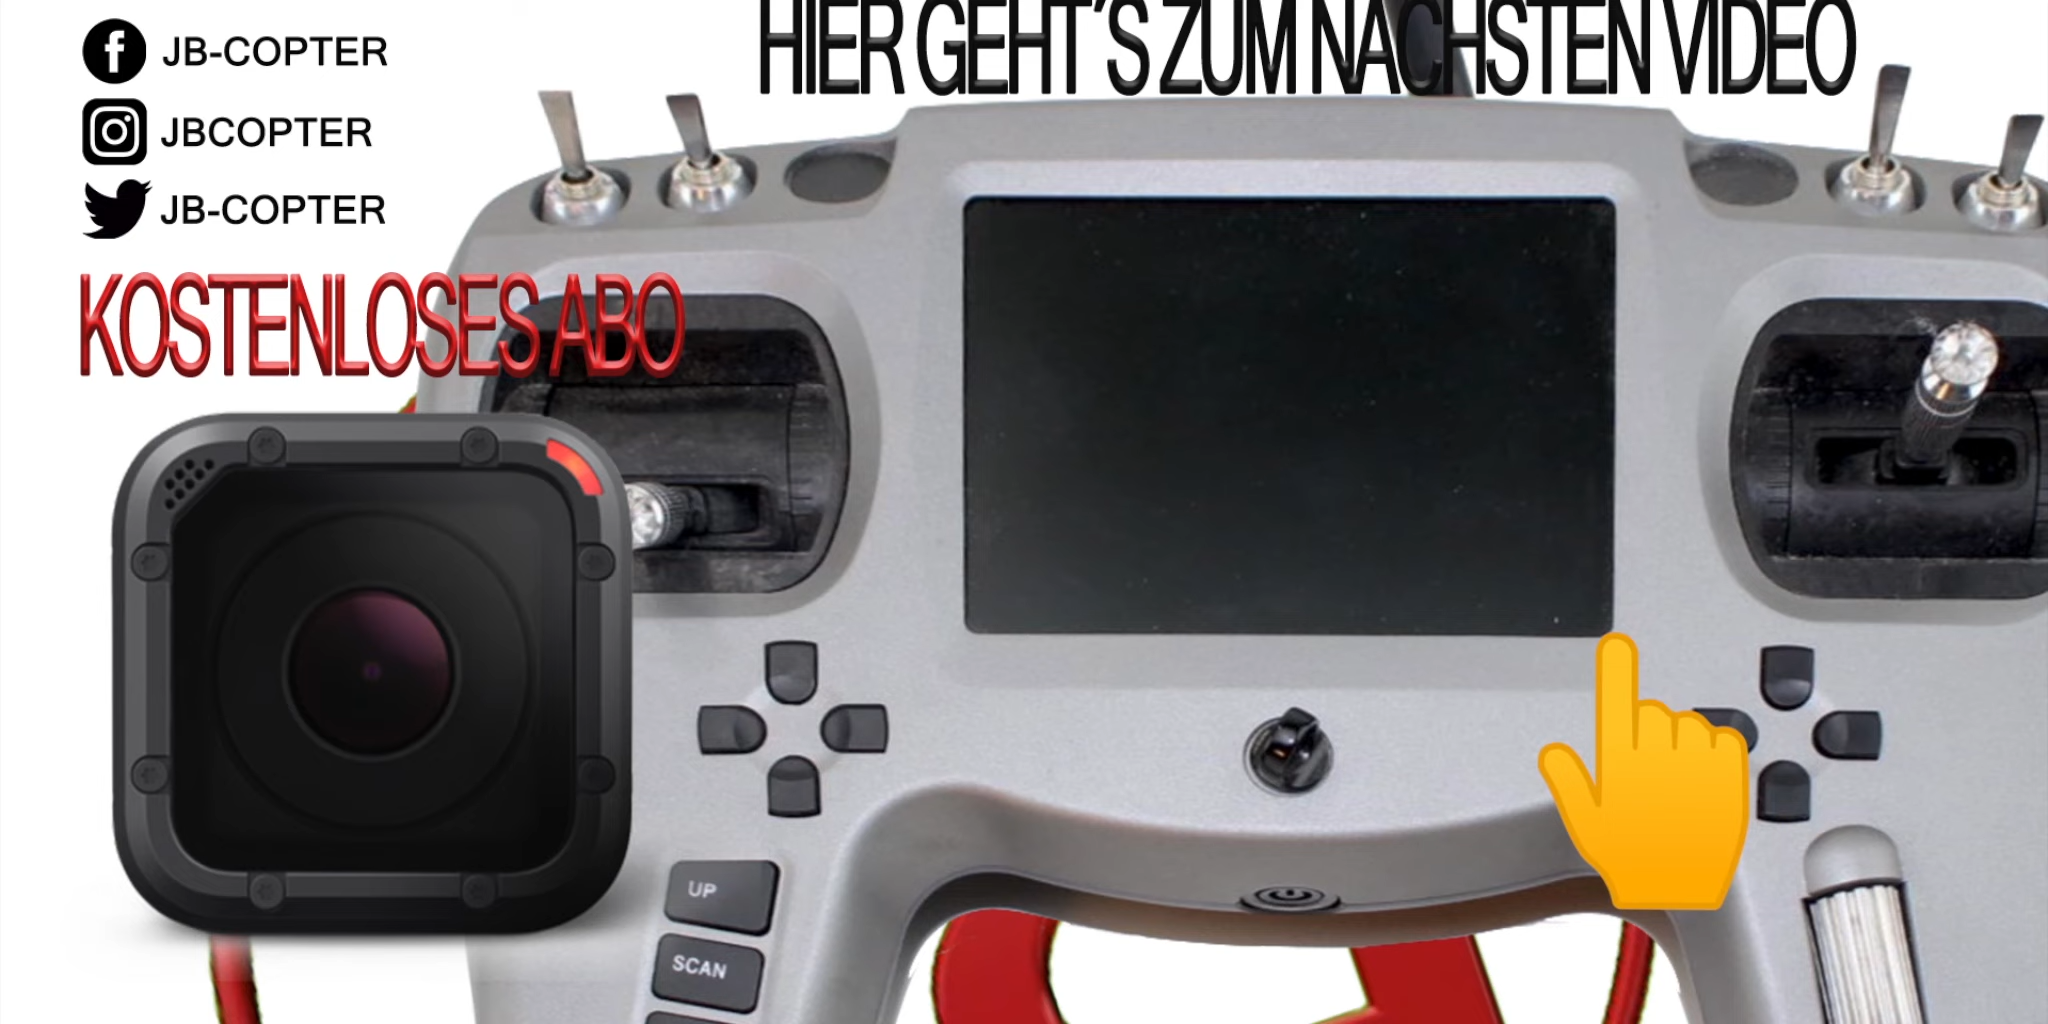 JB-COPTER
JBCOPTER
JB-COPTER
HIER GEHT´S ZUM NÄCHSTEN VIDEO
KOSTENLOSES ABO
UP
SCAN